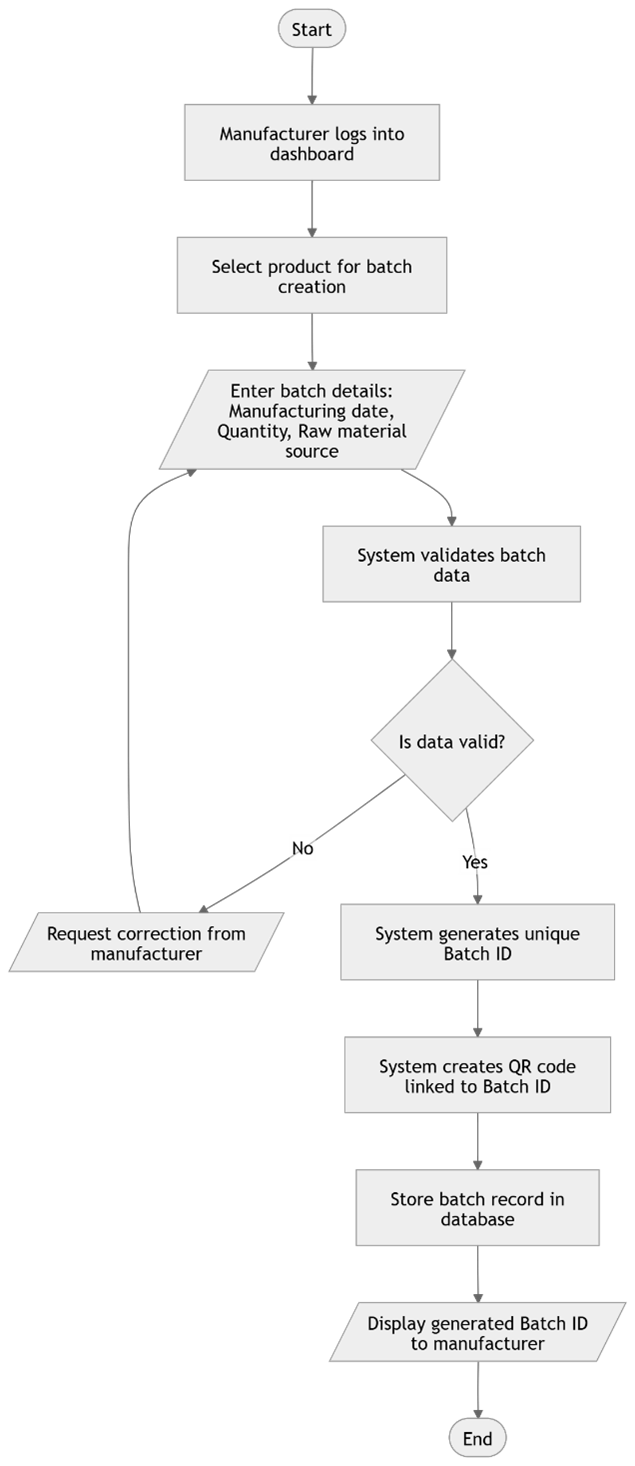 Start
Manufacturer logs into
dashboard
Select product for batch
creation
Enter batch details:
Manufacturing date,
Quantity, Raw material
source
System validates batch
data
Is data valid?
No
Yes
Request correction from
manufacturer
System generates unique
Batch ID
System creates QR code
linked to Batch ID
Store batch record in
database
Display generated Batch ID
to manufacturer
End